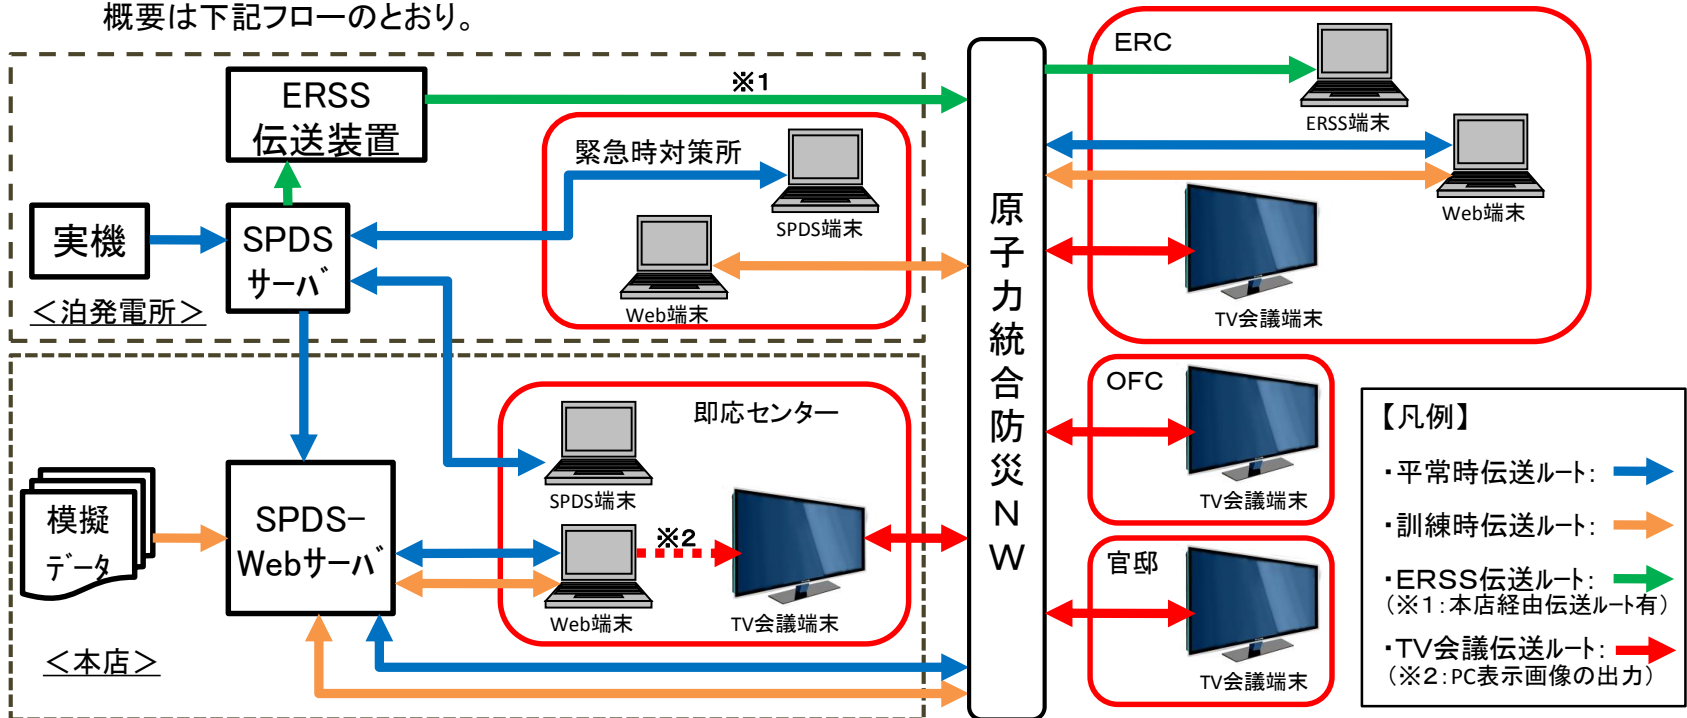 概要は下記フローのとおり。
ERSS
伝送装置
※1
緊急時対策所
SPDS端末
Web端末
実機
SPDS
サーバ
＜泊発電所＞
原子力統合防災NW
ERC
ERSS端末
Web端末
TV会議端末
OFC
TV会議端末
官邸
TV会議端末
即応センター
SPDS端末
※2
Web端末
TV会議端末
模擬
データ
SPDS-
Webサーバ
＜本店＞
【凡例】
・平常時伝送ルート：
・訓練時伝送ルート：
・ERSS伝送ルート：
（※1：本店経由伝送ルート有）
・TV会議伝送ルート：
（※2：PC表示画像の出力）